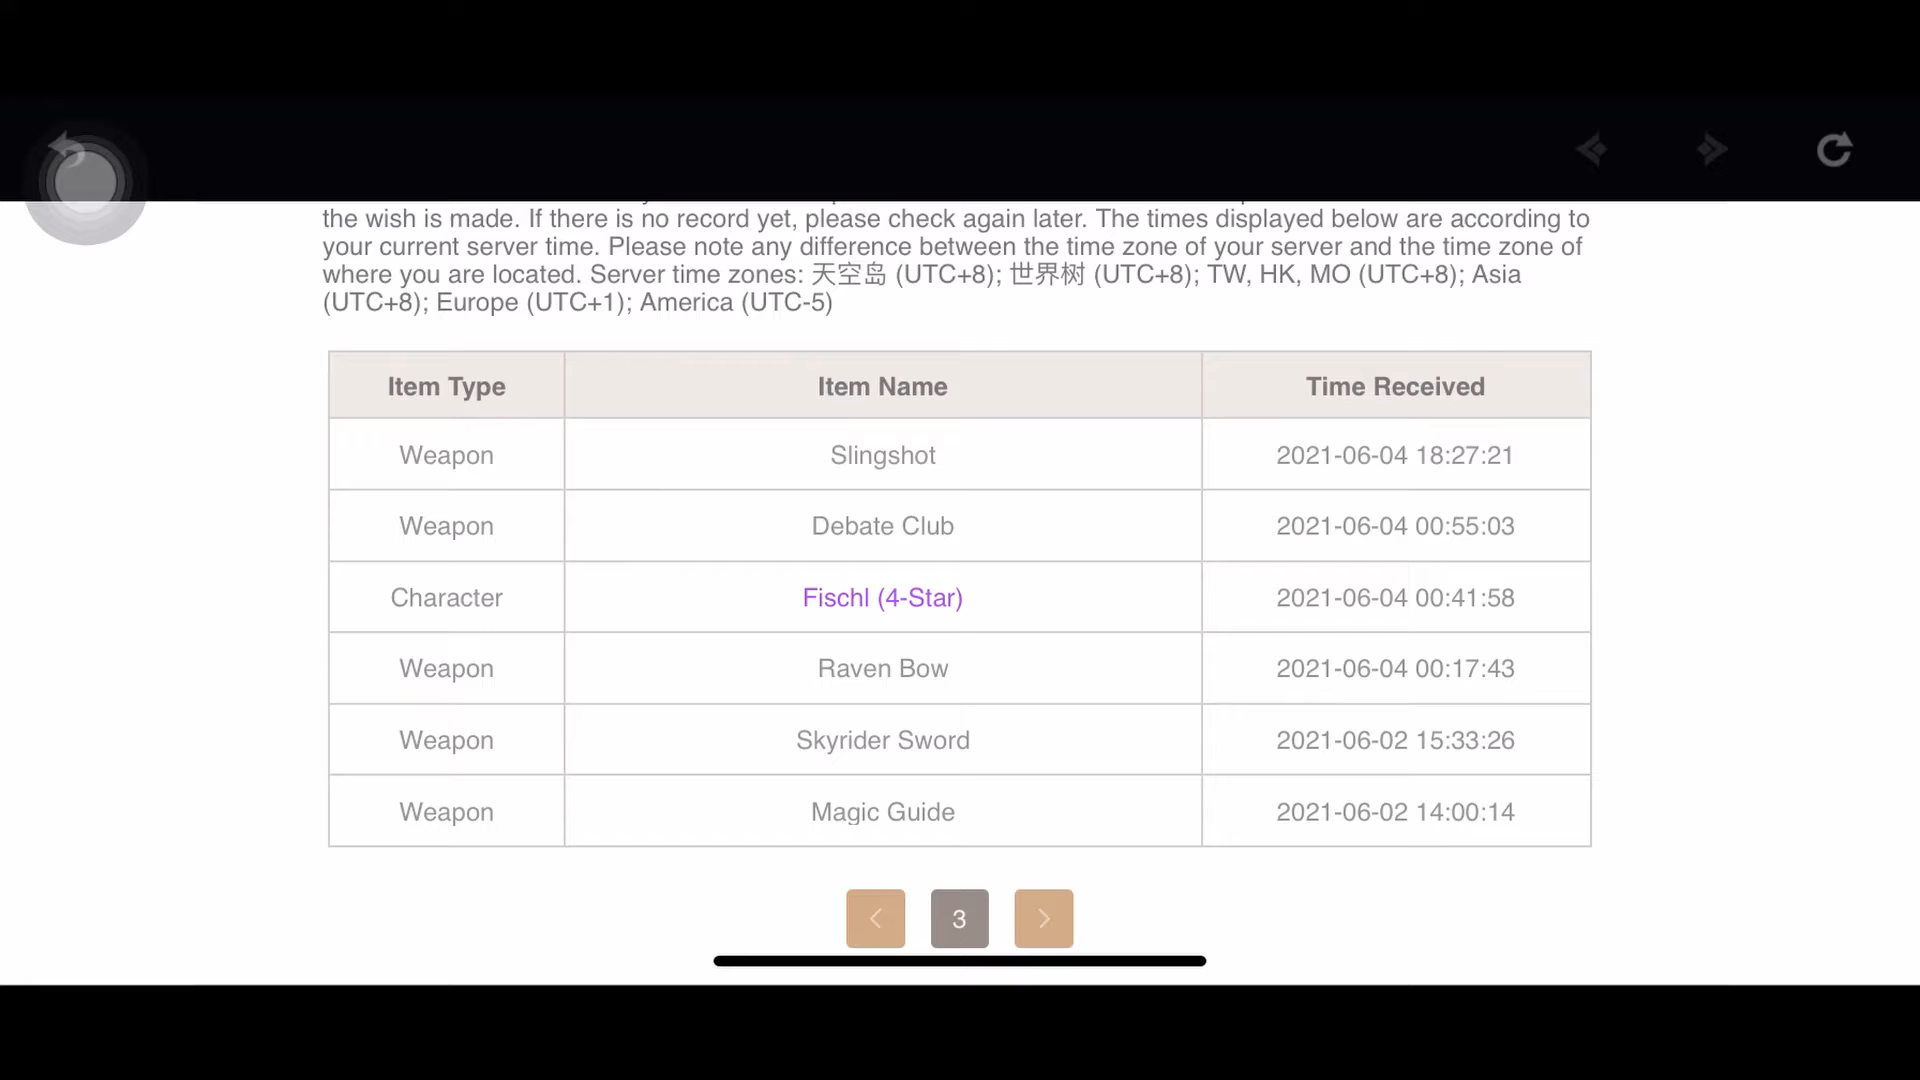 the wish is made. If there is no record yet, please check again later. The times displayed below are according to
your current server time. Please note any difference between the time zone of your server and the time zone of
where you are located. Server time zones: 天空岛 (UTC+8); 世界树 (UTC+8); TW, HK, MO (UTC+8); Asia
(UTC+8); Europe (UTC+1); America (UTC-5)
Item Type Item Name Time Received
Weapon Slingshot 2021-06-04 18:27:21
Weapon Debate Club 2021-06-04 00:55:03
Character Fischl (4-Star) 2021-06-04 00:41:58
Weapon Raven Bow 2021-06-04 00:17:43
Weapon Skyrider Sword 2021-06-02 15:33:26
Weapon Magic Guide 2021-06-02 14:00:14
3